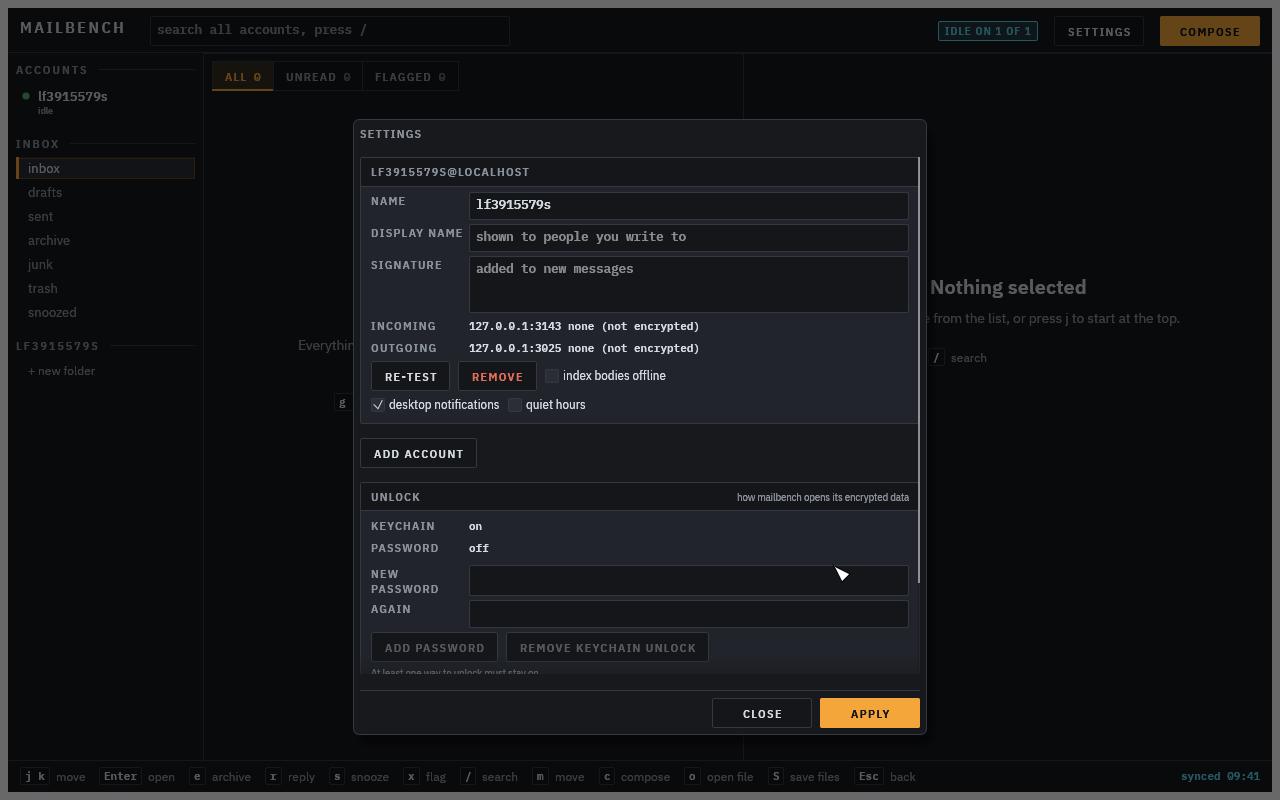 MAILBENCH
search all accounts, press /
IDLE ON 1 OF 1
SETTINGS
COMPOSE
ACCOUNTS
lf3915579s
idle
INBOX
inbox
drafts
sent
archive
junk
trash
snoozed
LF3915579S
+ new folder
ALL 0
UNREAD 0
FLAGGED 0
Everythin
g
SETTINGS
LF3915579S@LOCALHOST
NAME
lf3915579s
DISPLAY NAME
shown to people you write to
SIGNATURE
added to new messages
INCOMING
127.0.0.1:3143 none (not encrypted)
OUTGOING
127.0.0.1:3025 none (not encrypted)
RE-TEST
REMOVE
index bodies offline
desktop notifications
quiet hours
ADD ACCOUNT
UNLOCK
how mailbench opens its encrypted data
KEYCHAIN
on
PASSWORD
off
NEW
PASSWORD
AGAIN
ADD PASSWORD
REMOVE KEYCHAIN UNLOCK
At least one way to unlock must stay on
CLOSE
APPLY
Nothing selected
e from the list, or press j to start at the top.
/ search
j k move
Enter open
e archive
r reply
s snooze
x flag
/ search
m move
c compose
o open file
S save files
Esc back
synced 09:41